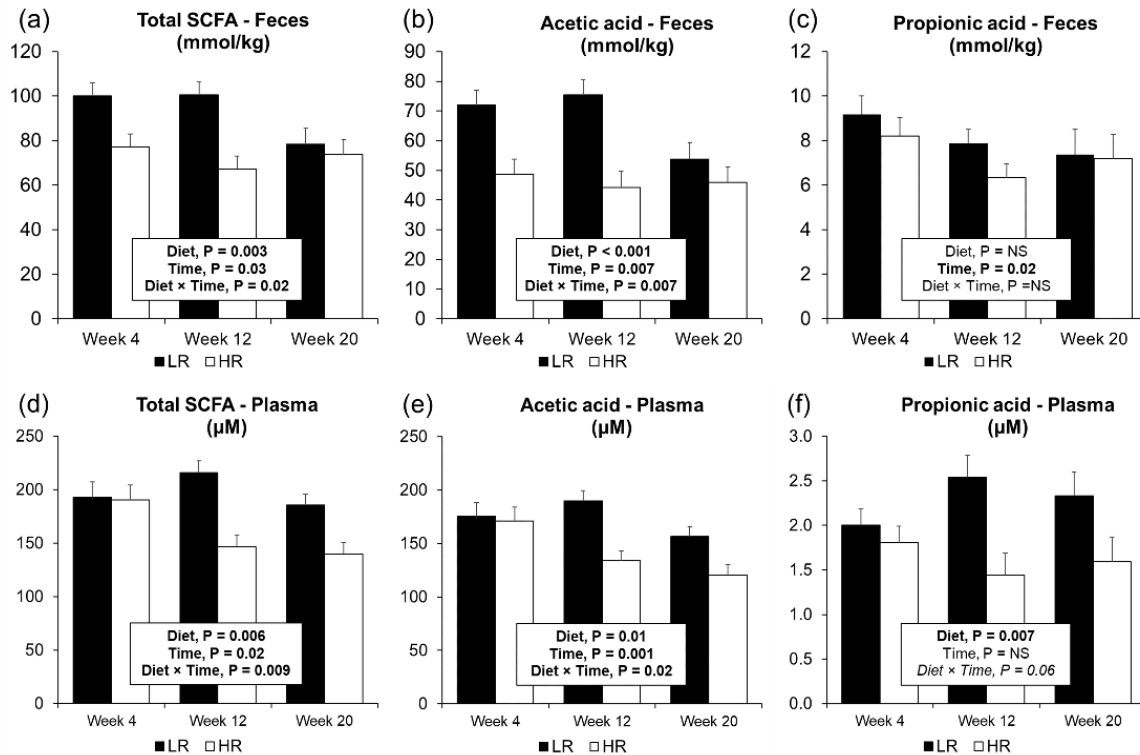 (a)
Total SCFA - Feces
(mmol/kg)
120
100
80
60
40
20
0
Diet, P = 0.003
Time, P = 0.03
Diet × Time, P = 0.02
Week 4 Week 12 Week 20
LR HR
(b)
Acetic acid - Feces
(mmol/kg)
90
80
70
60
50
40
30
20
10
0
Diet, P < 0.001
Time, P = 0.007
Diet × Time, P = 0.007
Week 4 Week 12 Week 20
LR HR
(c)
Propionic acid - Feces
(mmol/kg)
12
10
8
6
4
2
0
Diet, P = NS
Time, P = 0.02
Diet × Time, P =NS
Week 4 Week 12 Week 20
LR HR
(d)
Total SCFA - Plasma
(µM)
250
200
150
100
50
0
Diet, P = 0.006
Time, P = 0.02
Diet × Time, P = 0.009
Week 4 Week 12 Week 20
LR HR
(e)
Acetic acid - Plasma
(µM)
250
200
150
100
50
0
Diet, P = 0.01
Time, P = 0.001
Diet × Time, P = 0.02
Week 4 Week 12 Week 20
LR HR
(f)
Propionic acid - Plasma
(µM)
3.0
2.5
2.0
1.5
1.0
0.5
0.0
Diet, P = 0.007
Time, P = NS
Diet × Time, P = 0.06
Week 4 Week 12 Week 20
LR HR